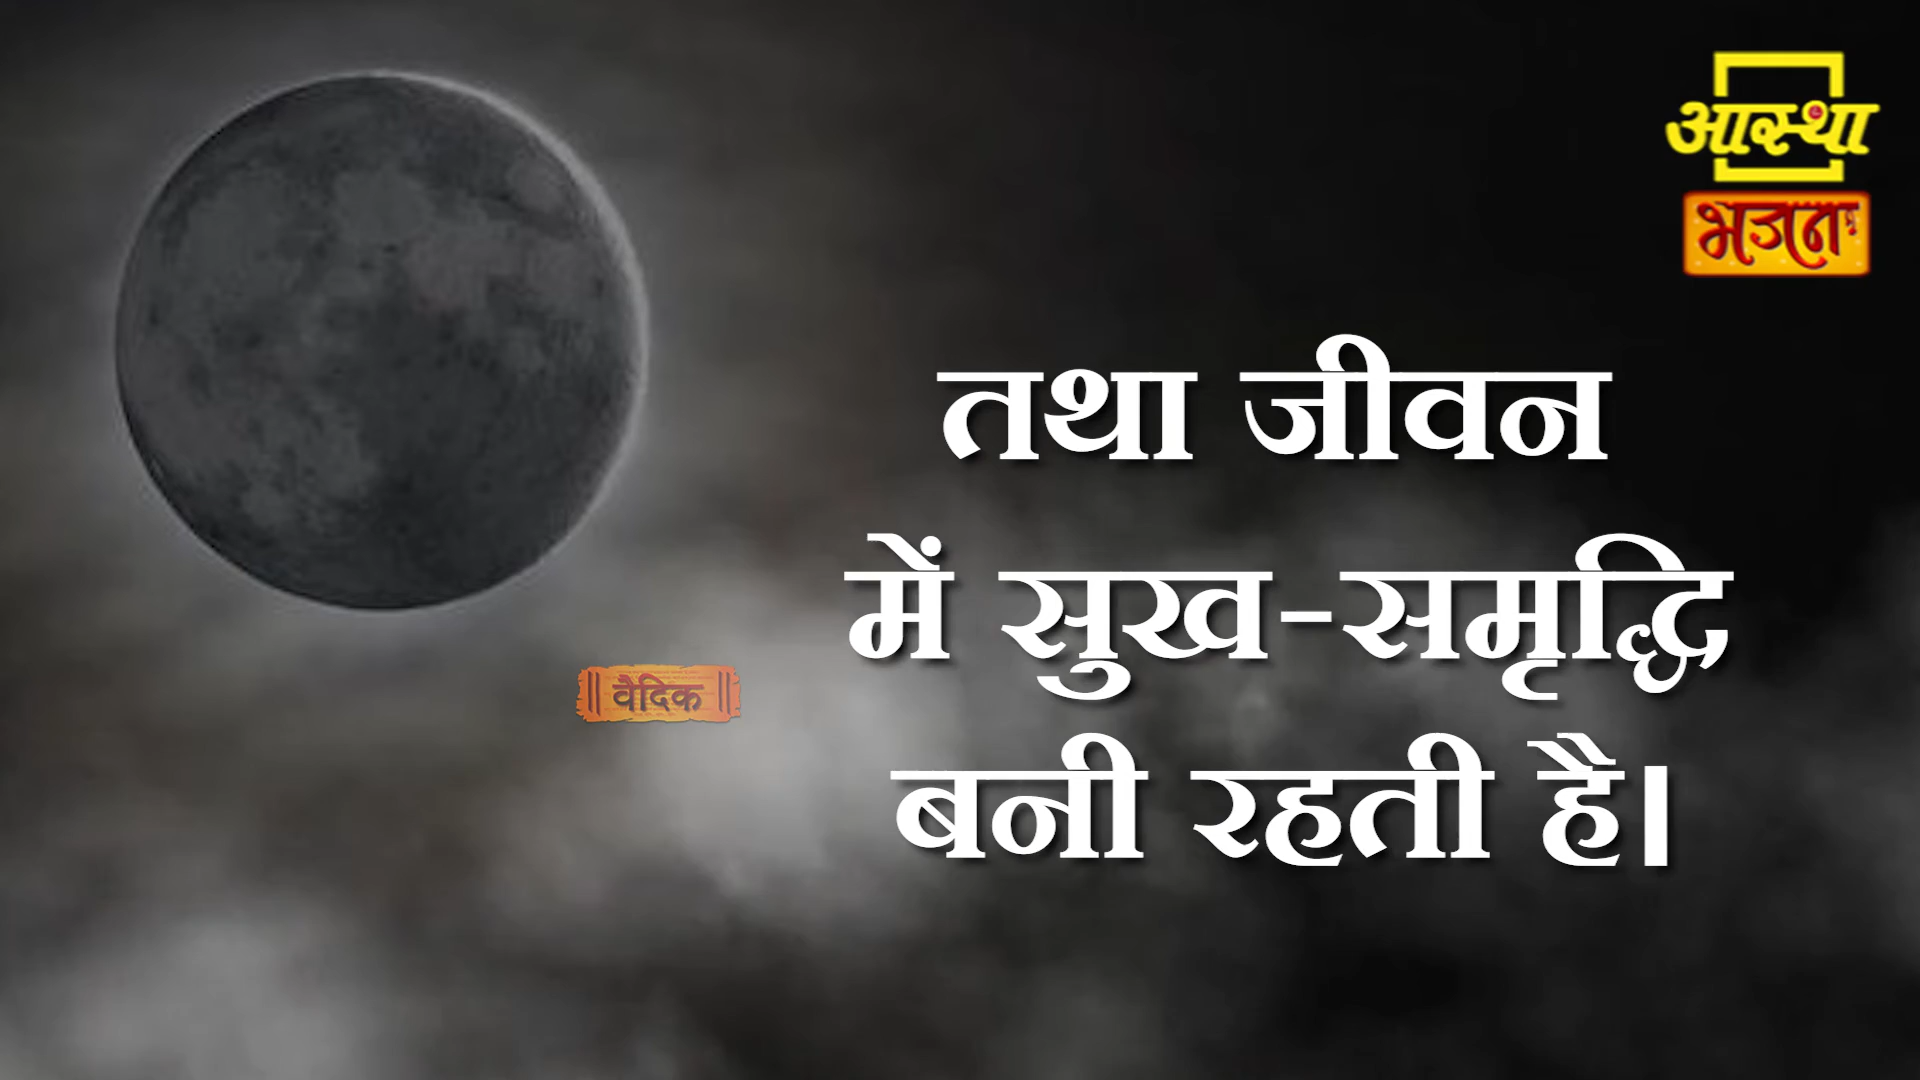 आस्था
भजन
तथा जीवन
में सुख-समृद्धि
॥ वैदिक ॥
बनी रहती है।